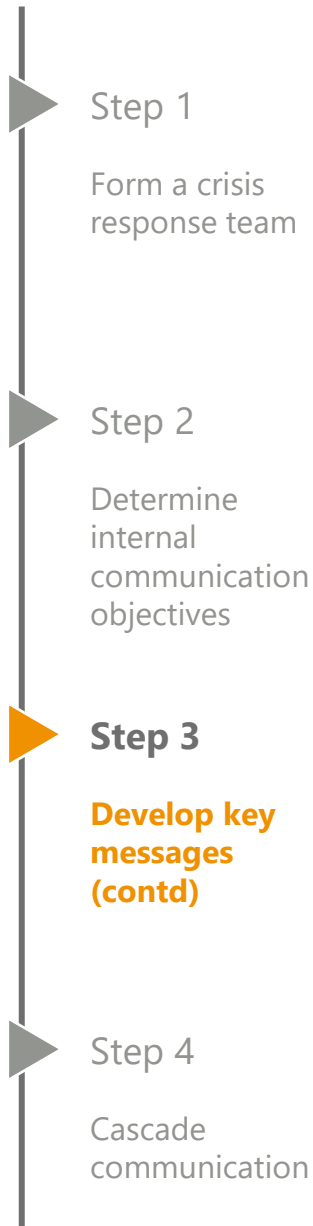 Step 1
Form a crisis
response team
Step 2
Determine
internal
communication
objectives
Step 3
Develop key
messages
(contd)
Step 4
Cascade
communication